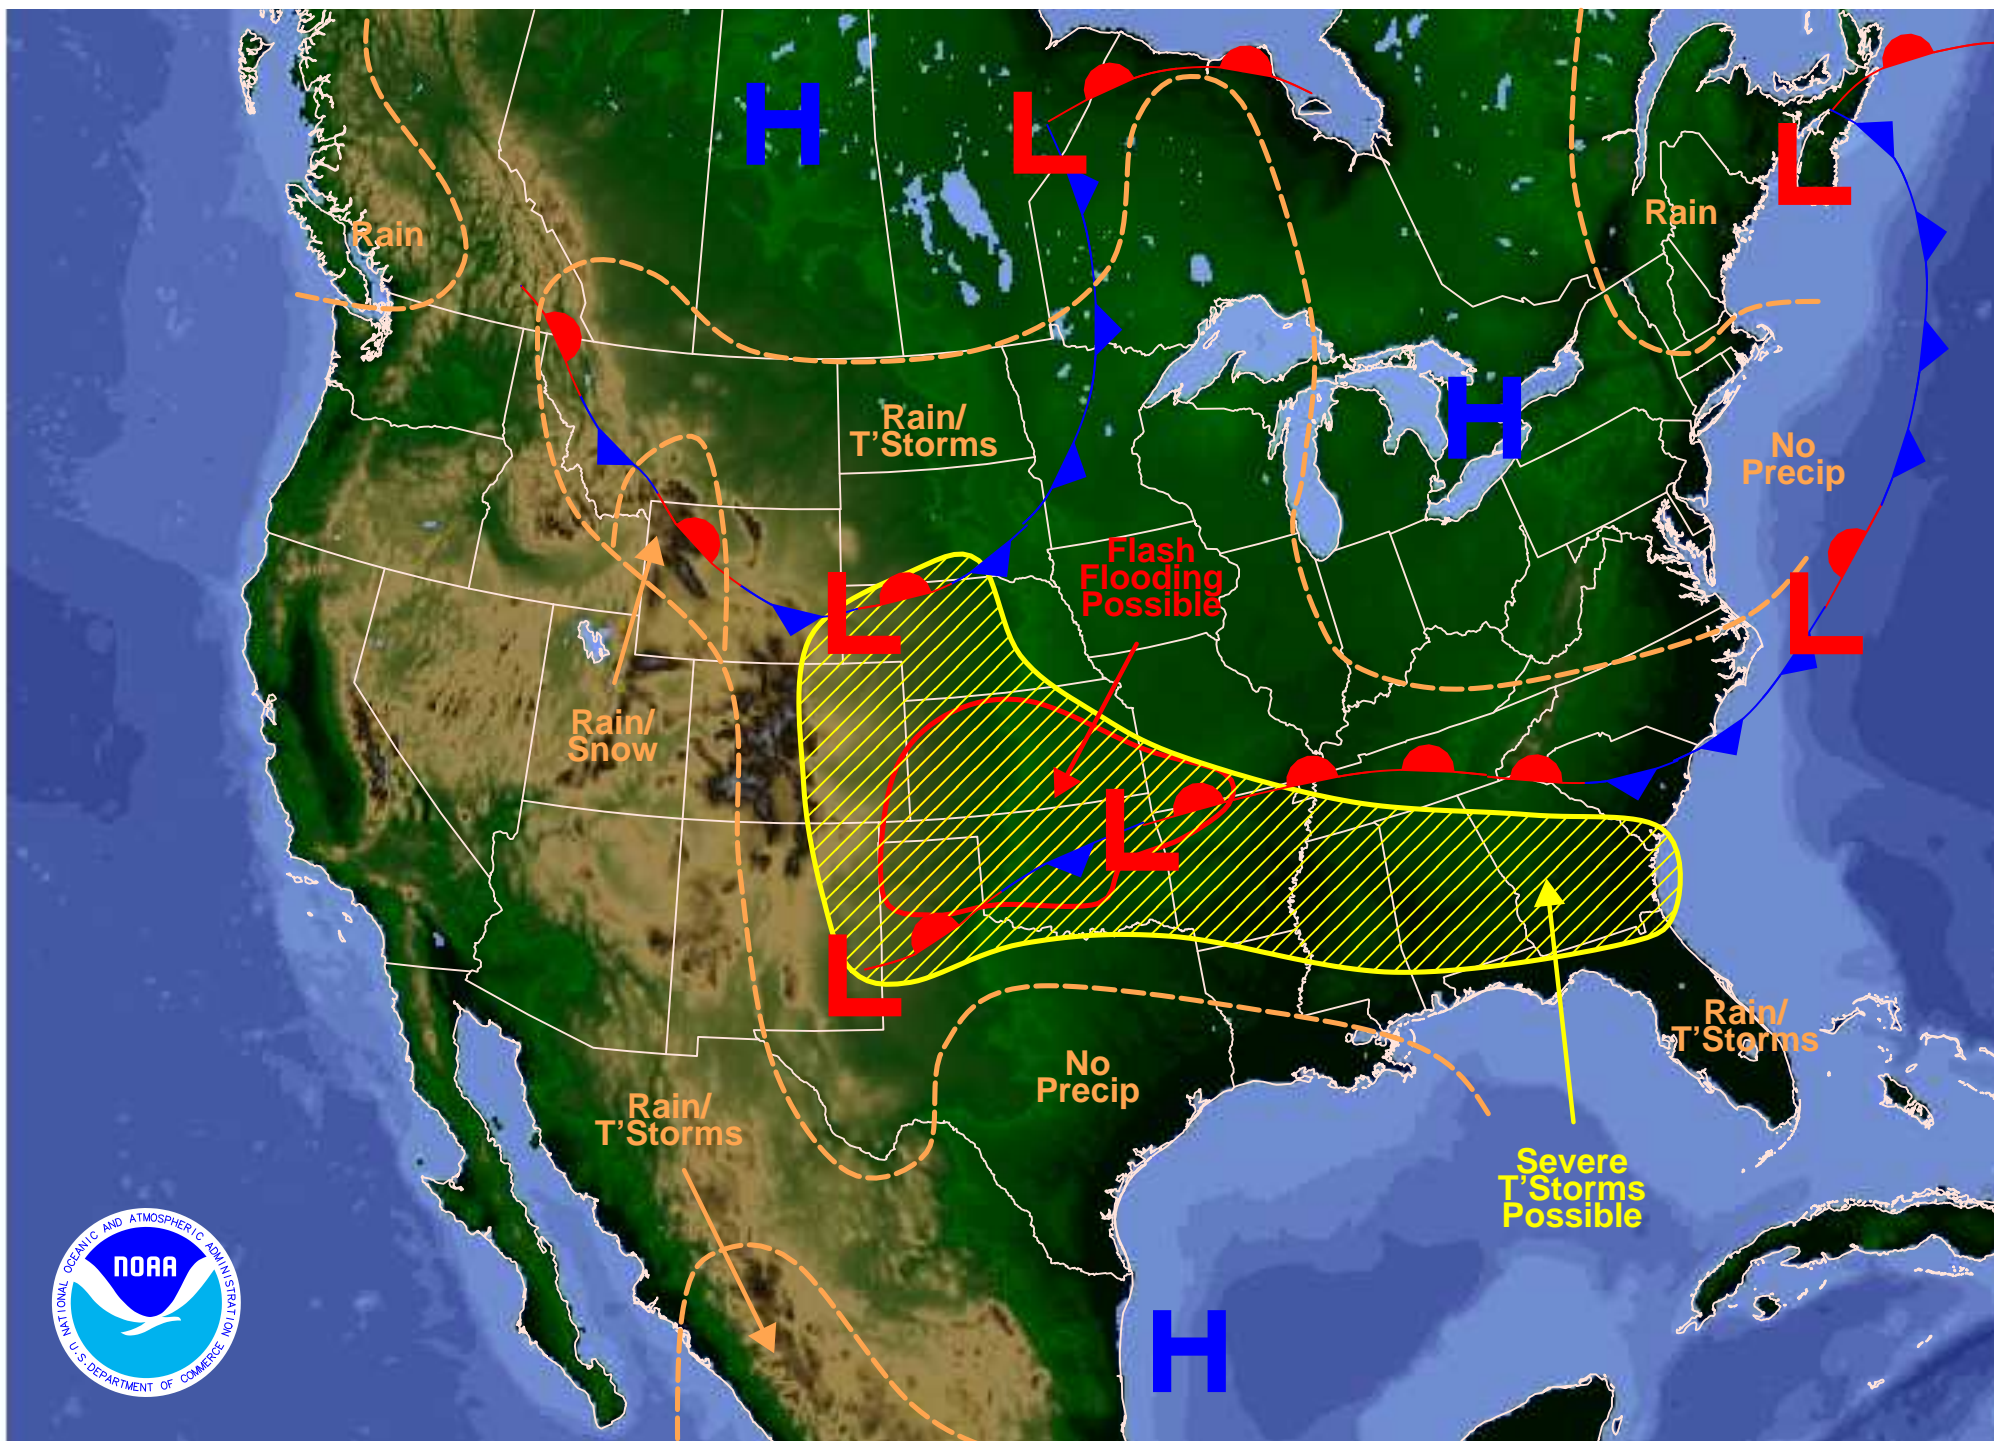 H
L
L
Rain
Rain
H
Rain/
T'Storms
No
Precip
Flash
Flooding
Possible
L
L
Rain/
Snow
L
L
Rain/
T'Storms
No
Precip
Rain/
T'Storms
Severe
T'Storms
Possible
H
NATIONAL OCEANIC AND ATMOSPHERIC ADMINISTRATION
NOAA
U.S. DEPARTMENT OF COMMERCE